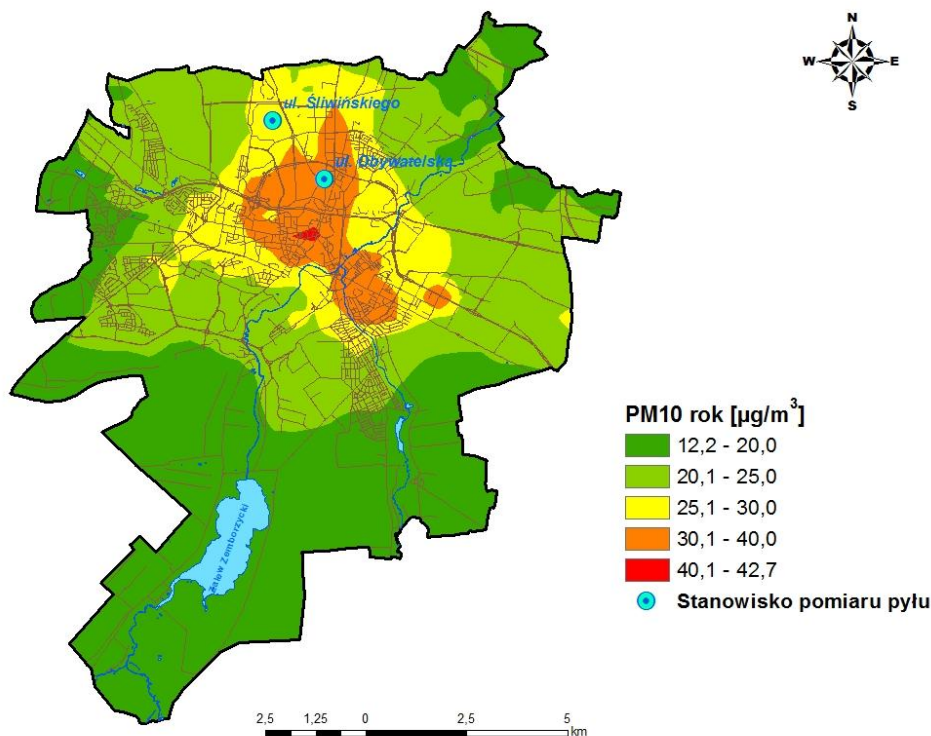 N
W E
S
ul. Śliwińskiego
ul. Obywatelska
Zalew Zemborzycki
PM10 rok [µg/m³]
12,2 - 20,0
20,1 - 25,0
25,1 - 30,0
30,1 - 40,0
40,1 - 42,7
Stanowisko pomiaru pyłu
2,5 1,25 0 2,5 5
km